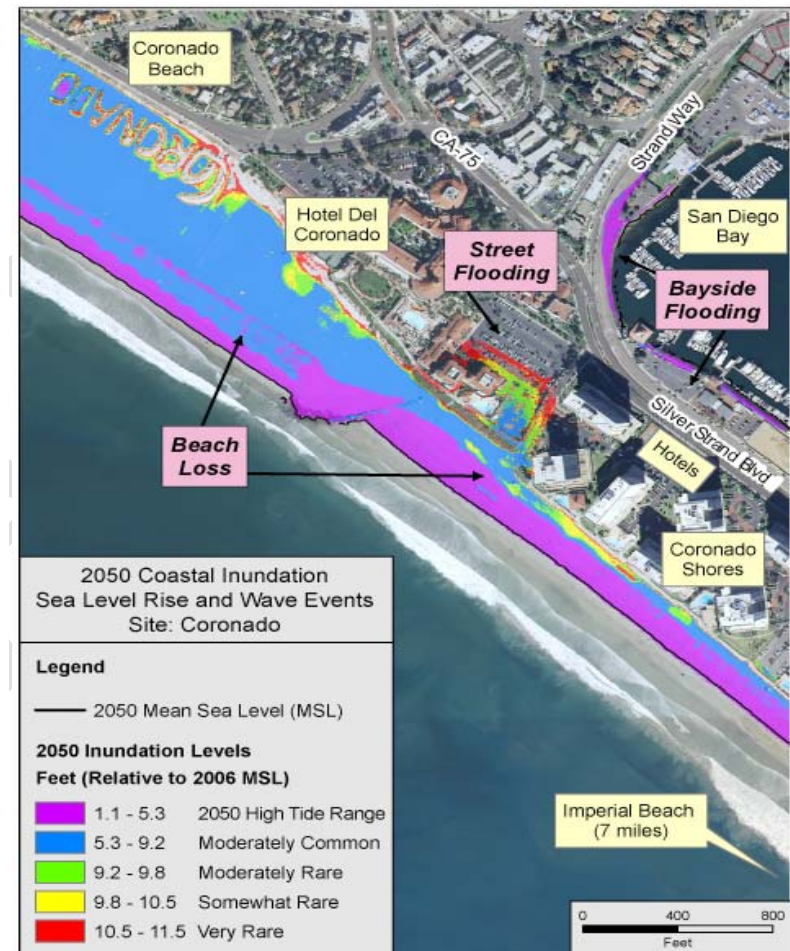 Coronado
Beach
CORONADO
CA-75
Strand Way
San Diego
Bay
Hotel Del
Coronado
Street
Flooding
Bayside
Flooding
Beach
Loss
Silver Strand Blvd
Hotels
Coronado
Shores
2050 Coastal Inundation
Sea Level Rise and Wave Events
Site: Coronado
Legend
2050 Mean Sea Level (MSL)
2050 Inundation Levels
Feet (Relative to 2006 MSL)
1.1 - 5.3 2050 High Tide Range
5.3 - 9.2 Moderately Common
9.2 - 9.8 Moderately Rare
9.8 - 10.5 Somewhat Rare
10.5 - 11.5 Very Rare
Imperial Beach
(7 miles)
0 400 800
Feet